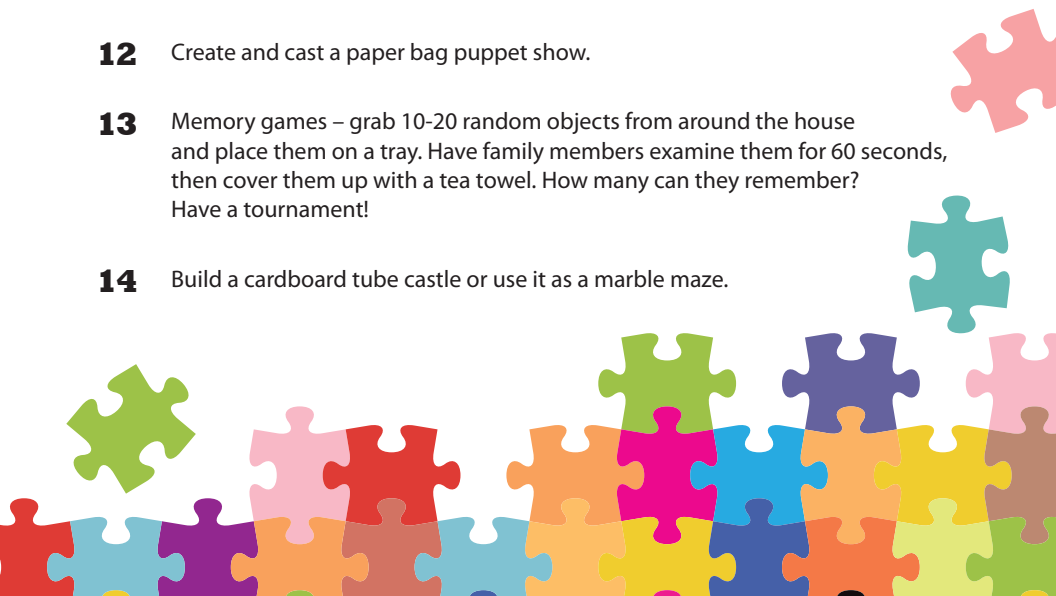 12 Create and cast a paper bag puppet show.
13 Memory games – grab 10-20 random objects from around the house
and place them on a tray. Have family members examine them for 60 seconds,
then cover them up with a tea towel. How many can they remember?
Have a tournament!
14 Build a cardboard tube castle or use it as a marble maze.